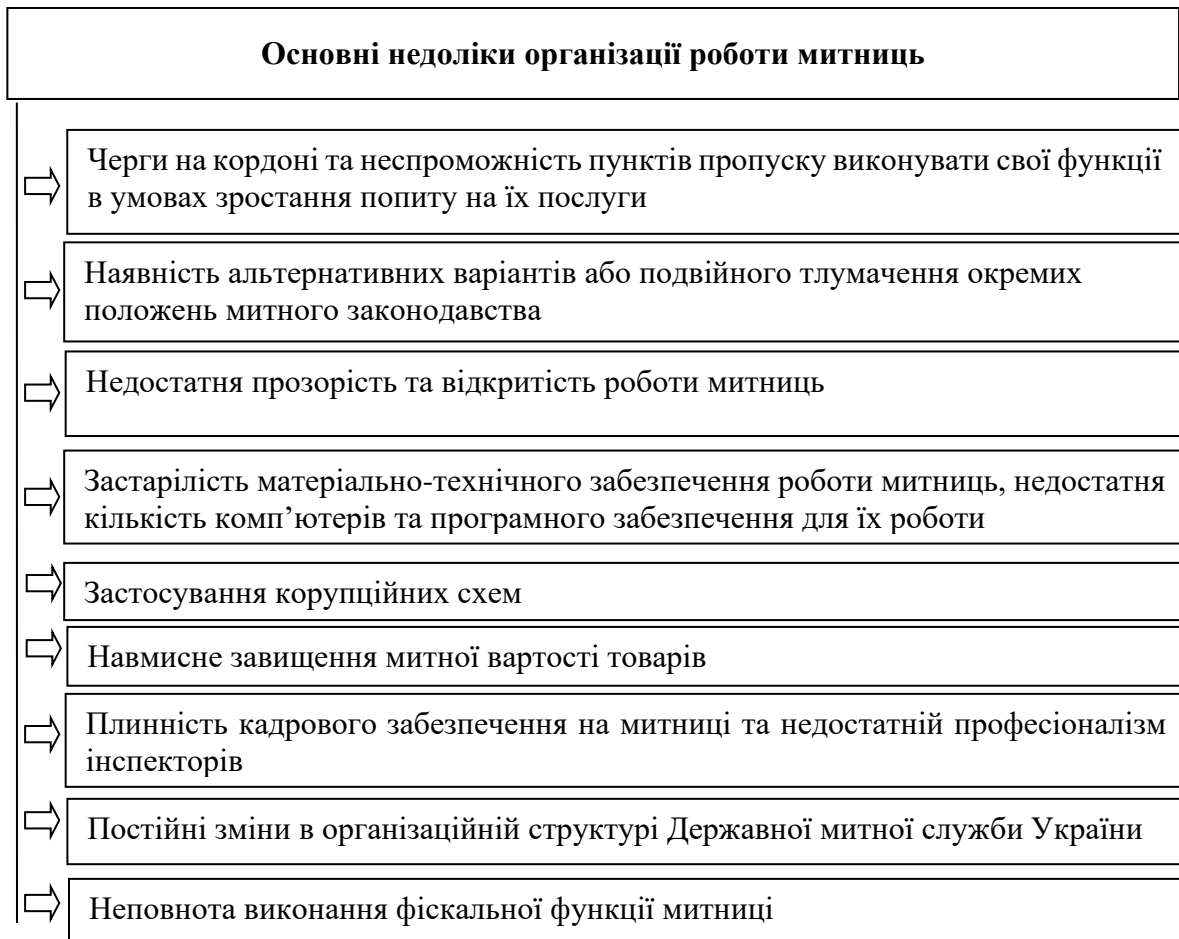 Основні недоліки організації роботи митниць
Черги на кордоні та неспроможність пунктів пропуску виконувати свої функції
в умовах зростання попиту на їх послуги
Наявність альтернативних варіантів або подвійного тлумачення окремих
положень митного законодавства
Недостатня прозорість та відкритість роботи митниць
Застарілість матеріально-технічного забезпечення роботи митниць, недостатня
кількість комп’ютерів та програмного забезпечення для їх роботи
Застосування корупційних схем
Навмисне завищення митної вартості товарів
Плинність кадрового забезпечення на митниці та недостатній професіоналізм
інспекторів
Постійні зміни в організаційній структурі Державної митної служби України
Неповнота виконання фіскальної функції митниці